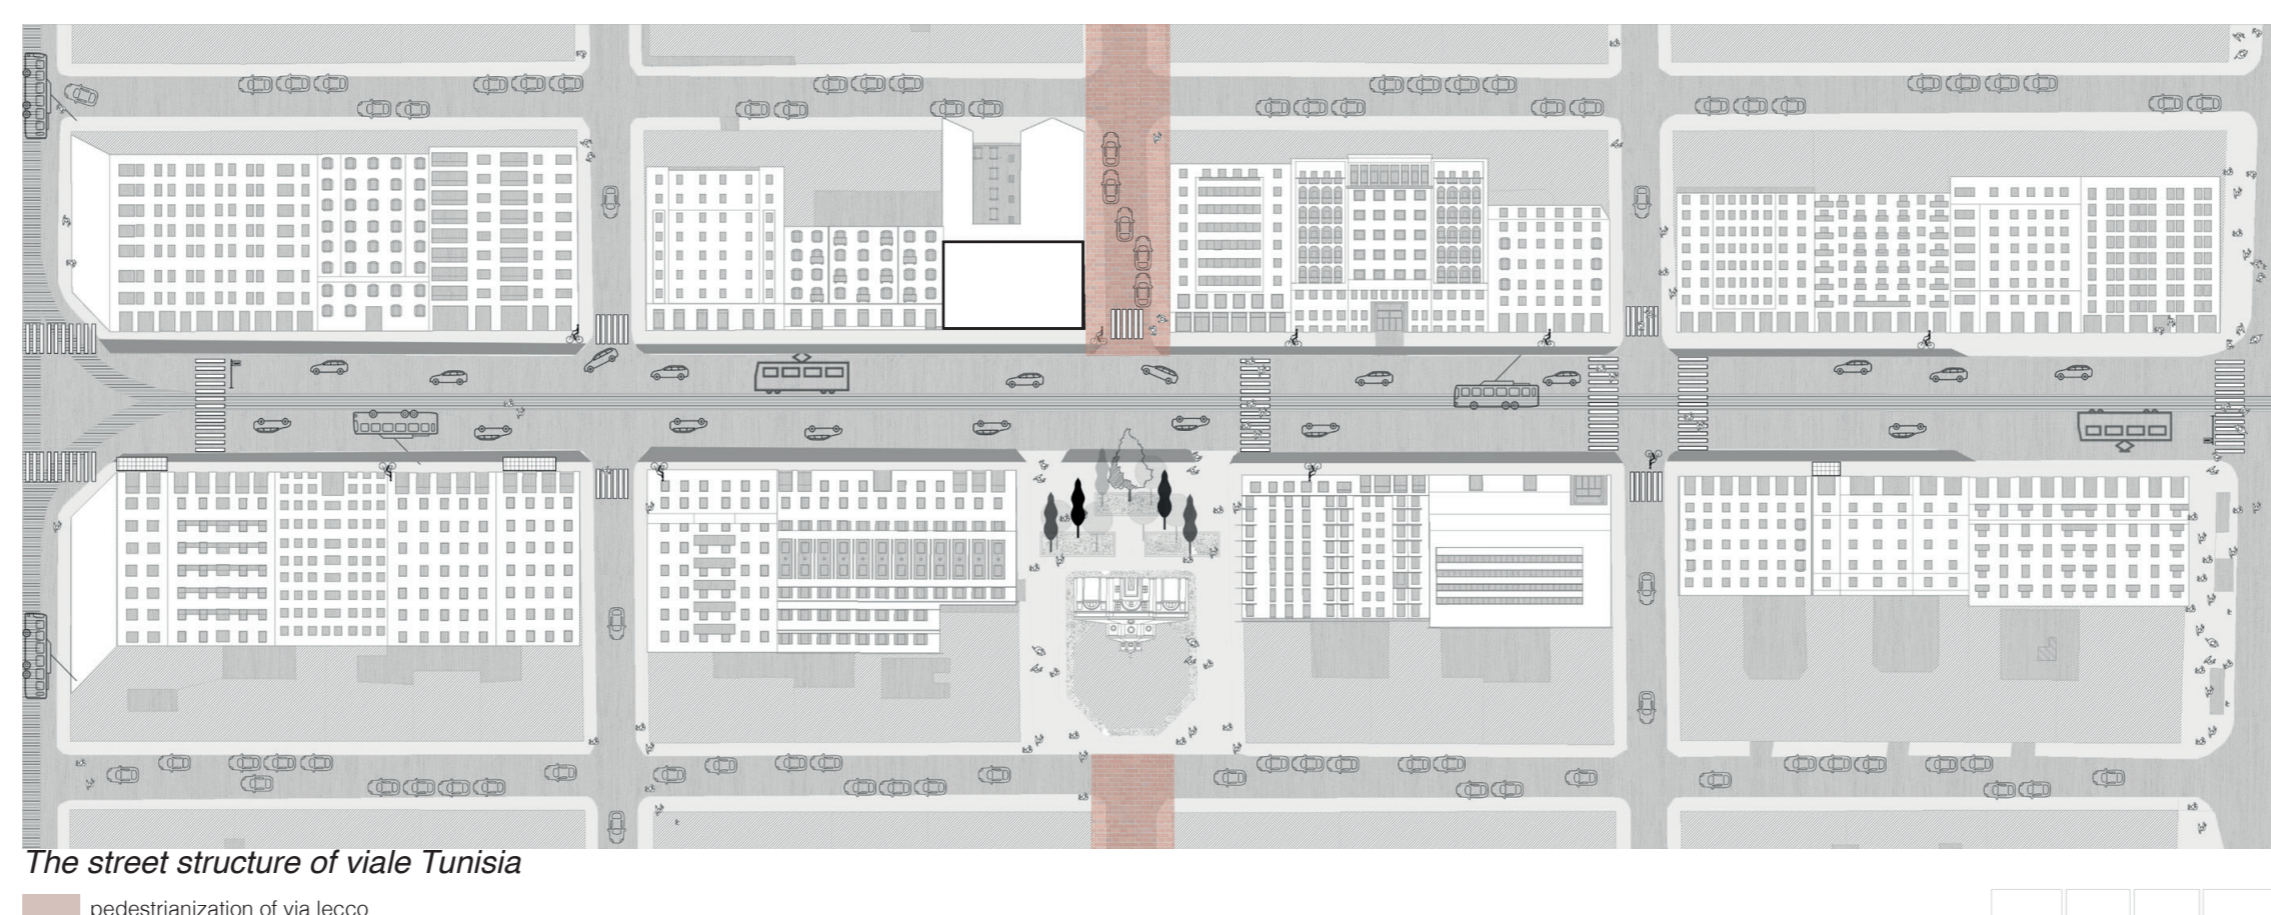 The street structure of viale Tunisia
pedestrianization of via lecco